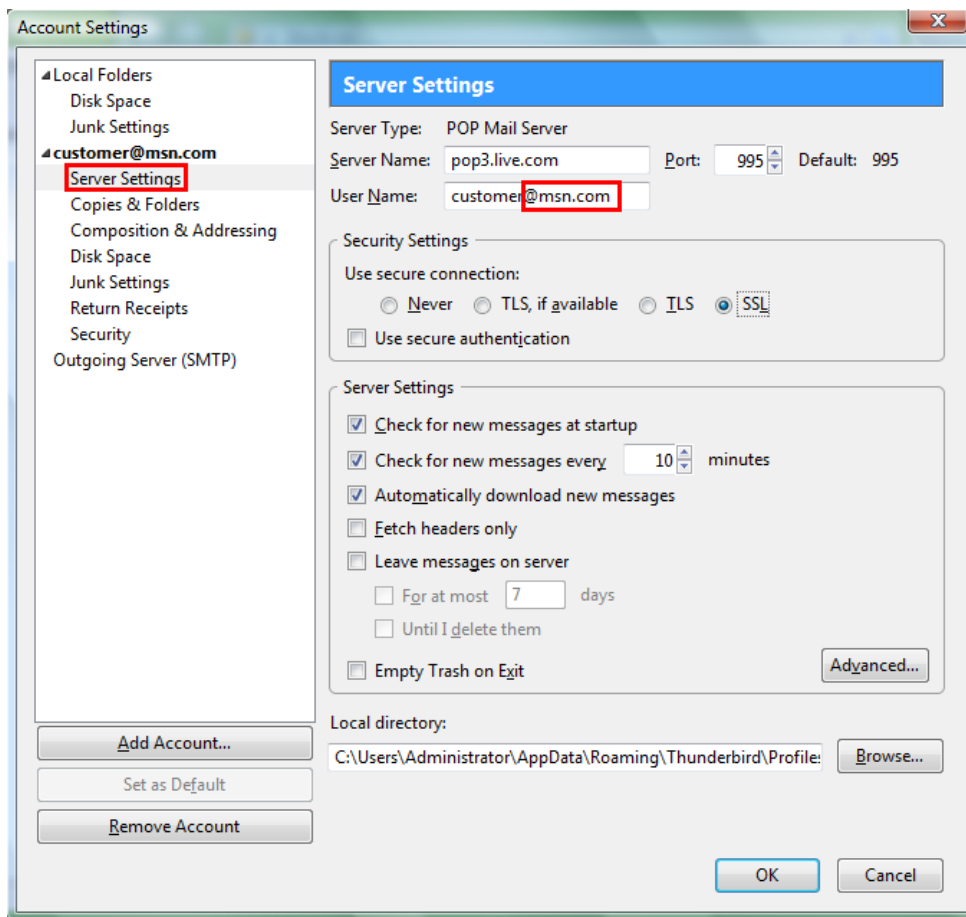 Account Settings
Local Folders
Disk Space
Junk Settings
customer@msn.com
Server Settings
Copies & Folders
Composition & Addressing
Disk Space
Junk Settings
Return Receipts
Security
Outgoing Server (SMTP)
Add Account...
Set as Default
Remove Account
Server Settings
Server Type: POP Mail Server
Server Name: pop3.live.com Port: 995 Default: 995
User Name: customer@msn.com
Security Settings
Use secure connection:
Never TLS, if available TLS SSL
Use secure authentication
Server Settings
Check for new messages at startup
Check for new messages every 10 minutes
Automatically download new messages
Fetch headers only
Leave messages on server
For at most 7 days
Until I delete them
Empty Trash on Exit Advanced...
Local directory:
C:\Users\Administrator\AppData\Roaming\Thunderbird\Profile Browse...
OK Cancel